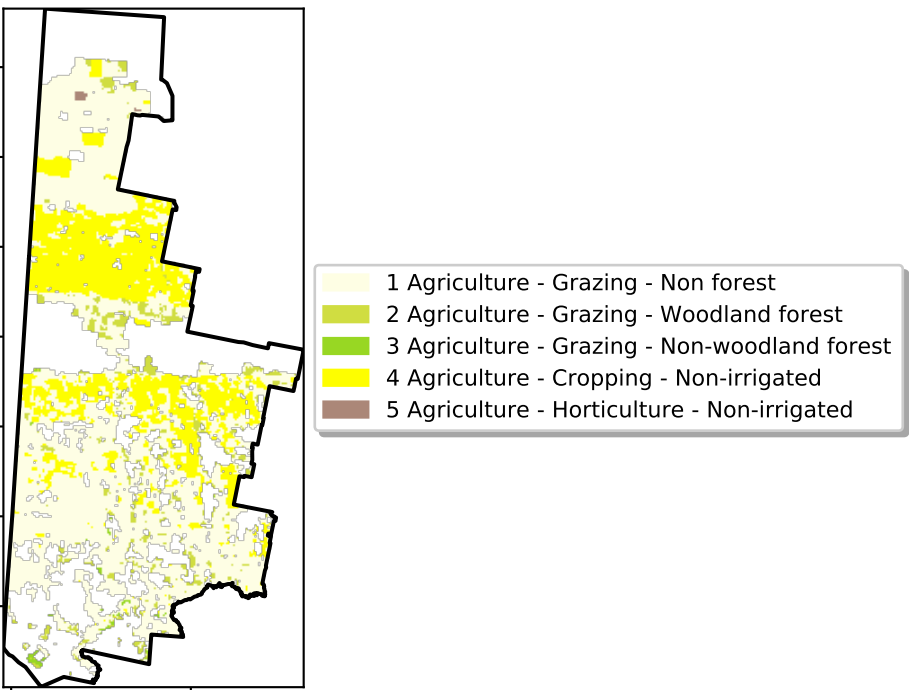 1 Agriculture - Grazing - Non forest
2 Agriculture - Grazing - Woodland forest
3 Agriculture - Grazing - Non-woodland forest
4 Agriculture - Cropping - Non-irrigated
5 Agriculture - Horticulture - Non-irrigated